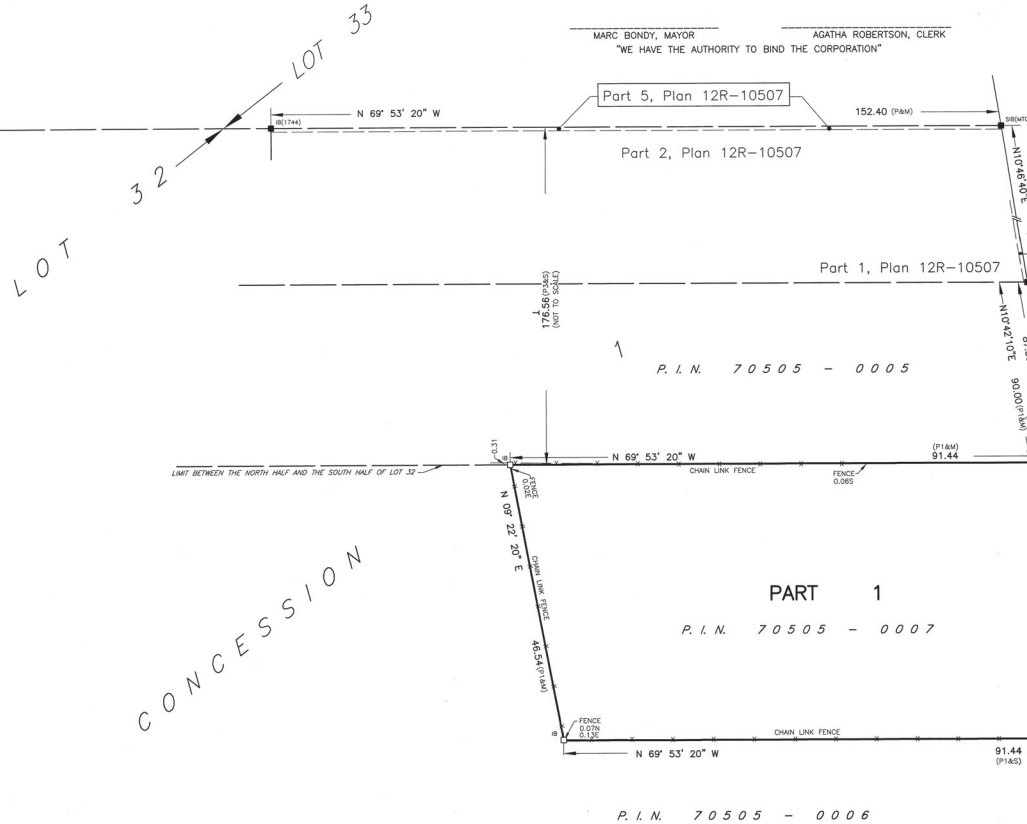 MARC BONDY, MAYOR
AGATHA ROBERTSON, CLERK
"WE HAVE THE AUTHORITY TO BIND THE CORPORATION"
LOT 33
Part 5, Plan 12R-10507
N 69° 53' 20" W
152.40 (P&M)
IB(1744)
Part 2, Plan 12R-10507
N10°46'40"E
LOT 32
Part 1, Plan 12R-10507
176.56 (P3&S)
(NOT TO SCALE)
N10°42'10"E
90.00(P1&M)
1
P.I.N. 70505 - 0005
0.31
IB
N 69° 53' 20" W
(P1&M)
91.44
LIMIT BETWEEN THE NORTH HALF AND THE SOUTH HALF OF LOT 32
CHAIN LINK FENCE
FENCE
0.06S
FENCE
0.02E
N 09° 22' 20" E
CHAIN LINK FENCE
46.54(P1&M)
CONCESSION
PART 1
P.I.N. 70505 - 0007
IB
FENCE
0.07N
0.13E
CHAIN LINK FENCE
N 69° 53' 20" W
91.44
(P1&S)
P.I.N. 70505 - 0006